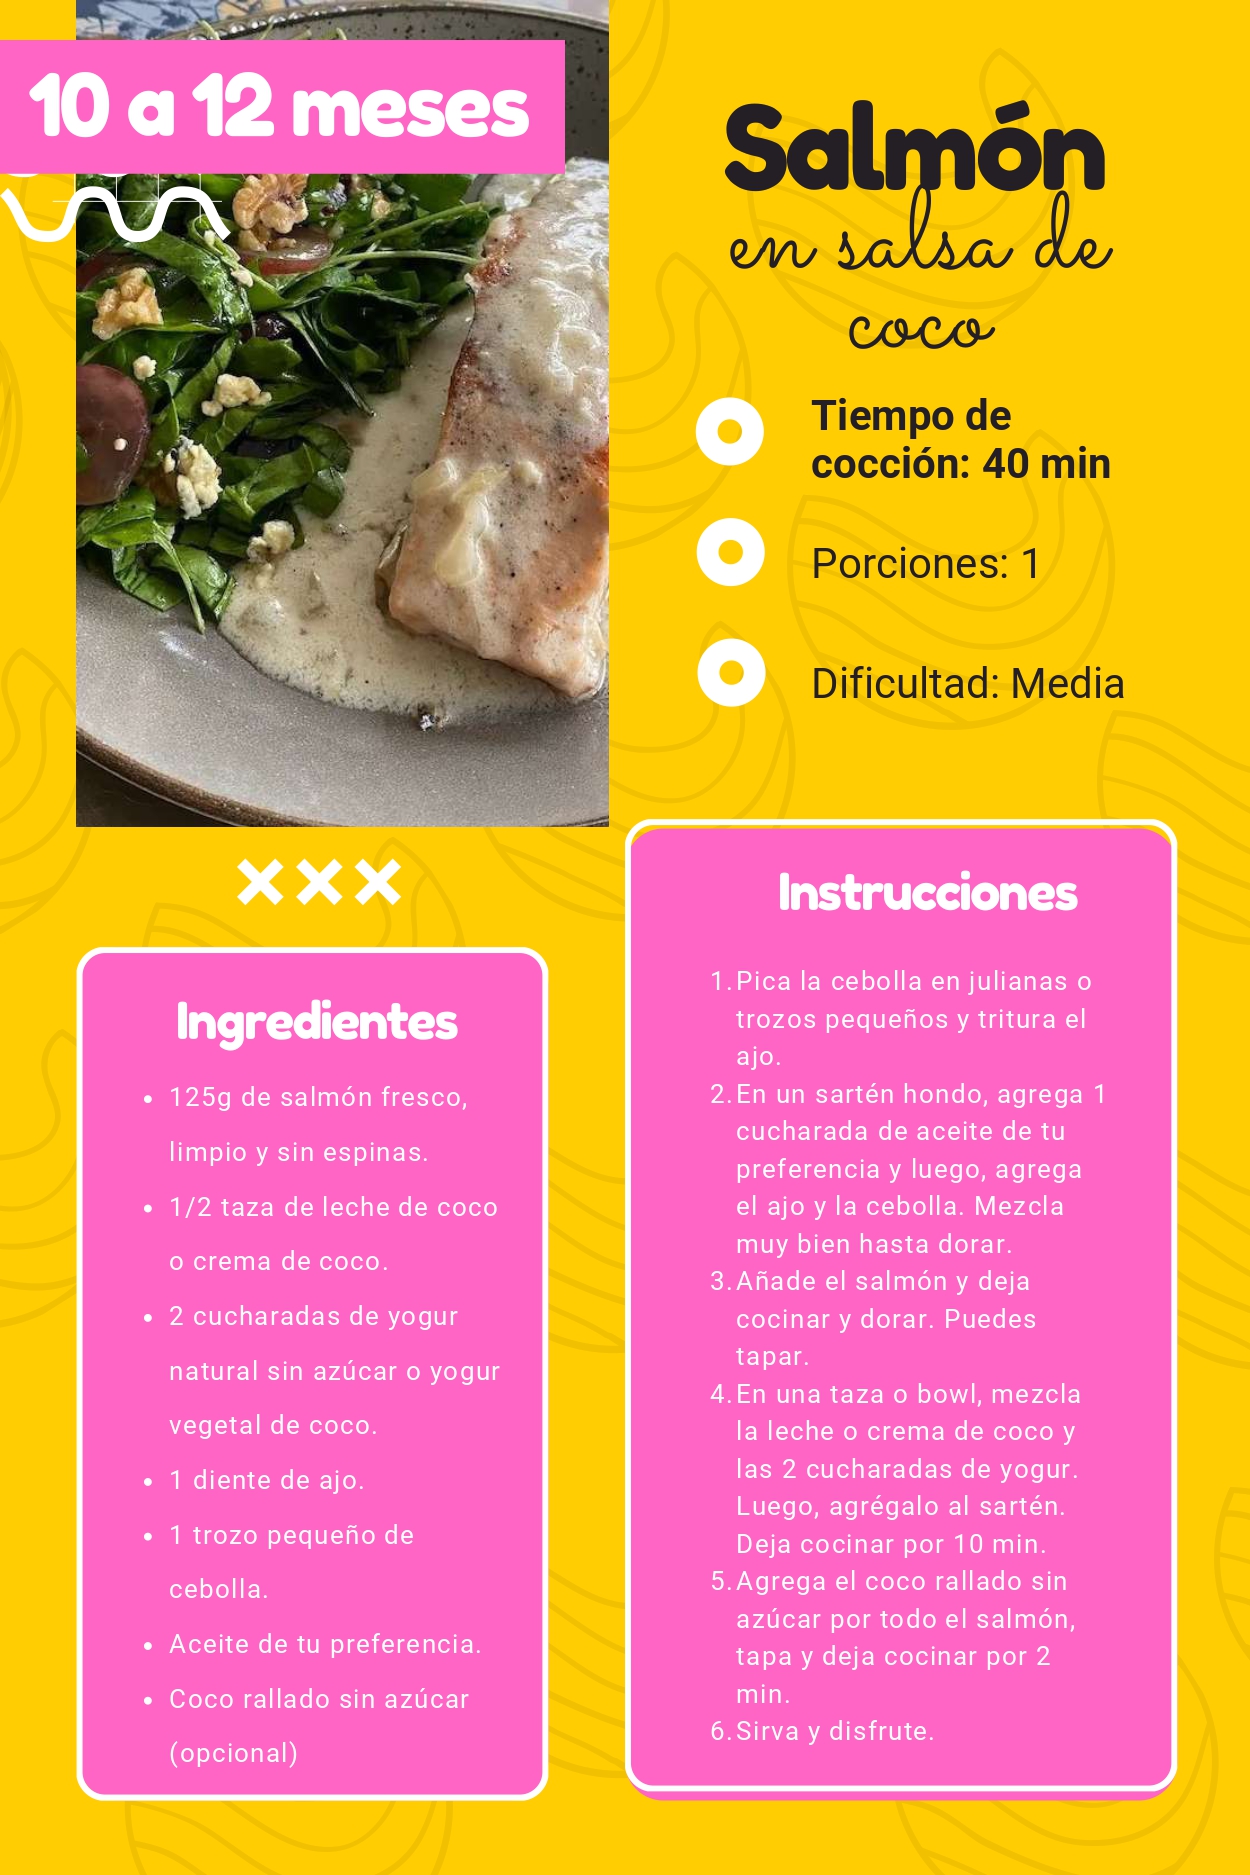 10 a 12 meses
Salmón
en salsa de
coco
Tiempo de
cocción: 40 min
Porciones: 1
Dificultad: Media
Ingredientes
• 125g de salmón fresco,
limpio y sin espinas.
• 1/2 taza de leche de coco
o crema de coco.
• 2 cucharadas de yogur
natural sin azúcar o yogur
vegetal de coco.
• 1 diente de ajo.
• 1 trozo pequeño de
cebolla.
• Aceite de tu preferencia.
• Coco rallado sin azúcar
(opcional)
Instrucciones
1. Pica la cebolla en julianas o
trozos pequeños y tritura el
ajo.
2. En un sartén hondo, agrega 1
cucharada de aceite de tu
preferencia y luego, agrega
el ajo y la cebolla. Mezcla
muy bien hasta dorar.
3. Añade el salmón y deja
cocinar y dorar. Puedes
tapar.
4. En una taza o bowl, mezcla
la leche o crema de coco y
las 2 cucharadas de yogur.
Luego, agrégalo al sartén.
Deja cocinar por 10 min.
5. Agrega el coco rallado sin
azúcar por todo el salmón,
tapa y deja cocinar por 2
min.
6. Sirva y disfrute.